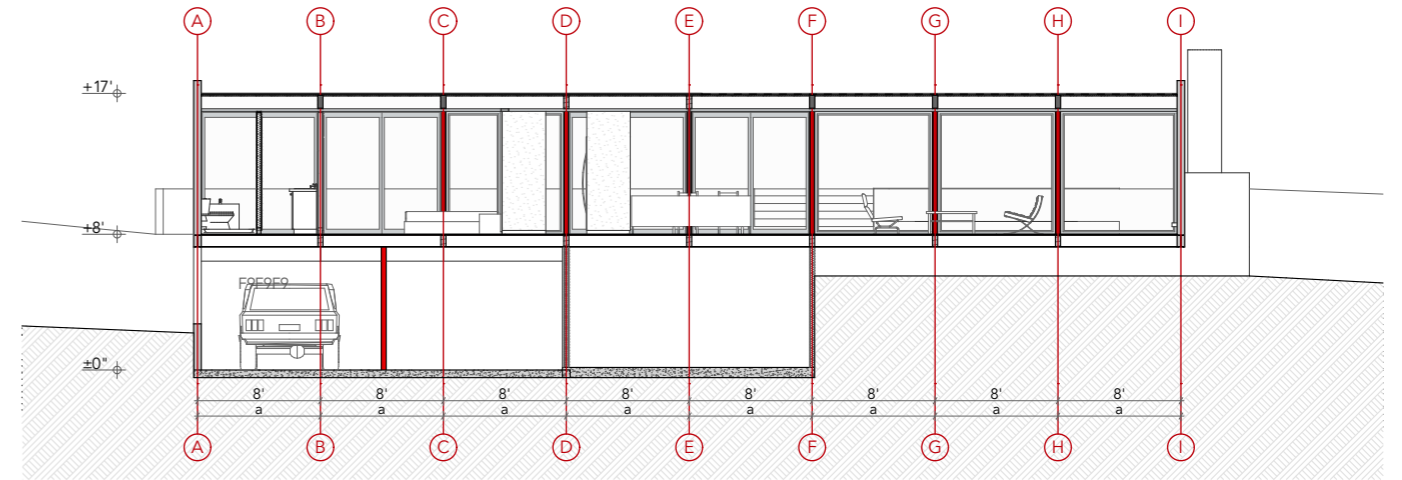 A B C D E F G H I
+17'
+8'
F9F9F9
±0"
8' 8' 8' 8' 8' 8' 8' 8'
a a a a a a a a
A B C D E F G H I